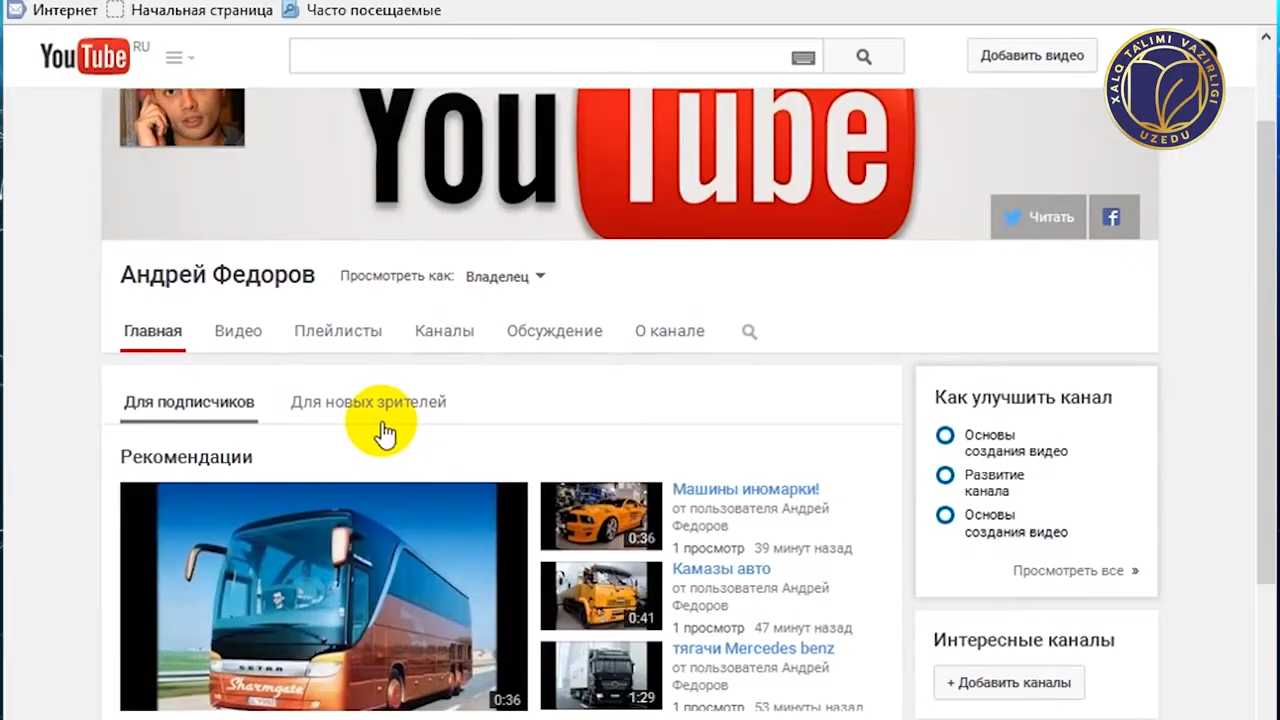 Интернет Начальная страница Часто посещаемые
YouTube RU
Добавить видео
XALQ TA'LIMI VAZIRLIGI
UZEDU
YouTube
Читать
Андрей Федоров Просмотреть как: Владелец
Главная Видео Плейлисты Каналы Обсуждение О канале
Для подписчиков Для новых зрителей
Рекомендации
SETRA
Sharmgate
0:36
0:36
Машины иномарки!
от пользователя Андрей
Федоров
1 просмотр 39 минут назад
0:41
Камазы авто
от пользователя Андрей
Федоров
1 просмотр 47 минут назад
1:29
тягачи Mercedes benz
от пользователя Андрей
Федоров
1 просмотр 53 минуты назад
Как улучшить канал
Основы
создания видео
Развитие
канала
Основы
создания видео
Просмотреть все »
Интересные каналы
+ Добавить каналы